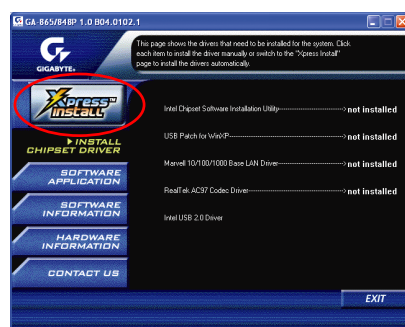 GA-865/848P 1.0 B04.0102.1
GIGABYTE™
This page shows the drivers that need to be installed for the system. Click
each item to install the driver manually or switch to the "Xpress Install"
page to install the drivers automatically.
Xpress™
Install
INSTALL
CHIPSET DRIVER
SOFTWARE
APPLICATION
SOFTWARE
INFORMATION
HARDWARE
INFORMATION
CONTACT US
Intel Chipset Software Installation Utility not installed
USB Patch for WinXP not installed
Marvell 10/100/1000 Base LAN Driver not installed
RealTek AC97 Codec Driver not installed
Intel USB 2.0 Driver
EXIT